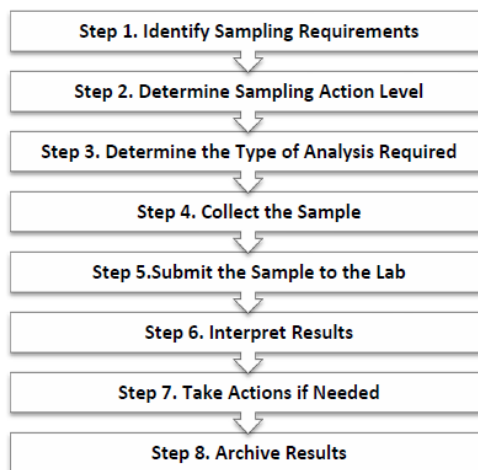 Step 1. Identify Sampling Requirements
Step 2. Determine Sampling Action Level
Step 3. Determine the Type of Analysis Required
Step 4. Collect the Sample
Step 5.Submit the Sample to the Lab
Step 6. Interpret Results
Step 7. Take Actions if Needed
Step 8. Archive Results